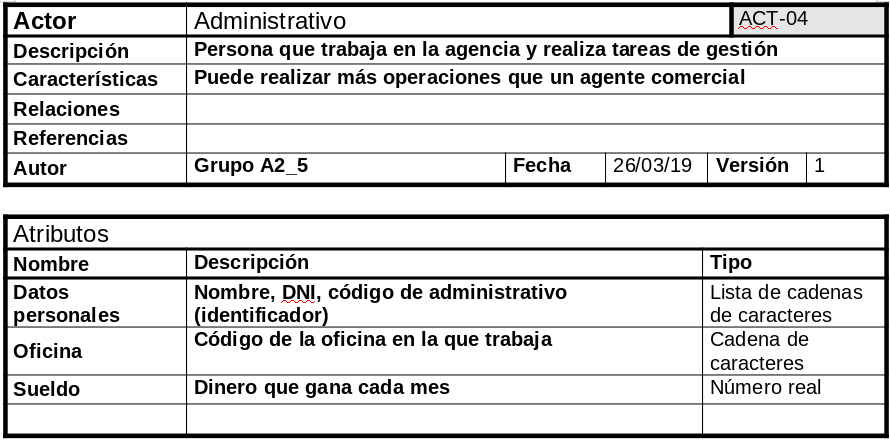 Actor Administrativo ACT-04
Descripción Persona que trabaja en la agencia y realiza tareas de gestión
Características Puede realizar más operaciones que un agente comercial
Relaciones
Referencias
Autor Grupo A2_5 Fecha 26/03/19 Versión 1
Atributos
Nombre Descripción Tipo
Datos personales Nombre, DNI, código de administrativo (identificador) Lista de cadenas de caracteres
Oficina Código de la oficina en la que trabaja Cadena de caracteres
Sueldo Dinero que gana cada mes Número real